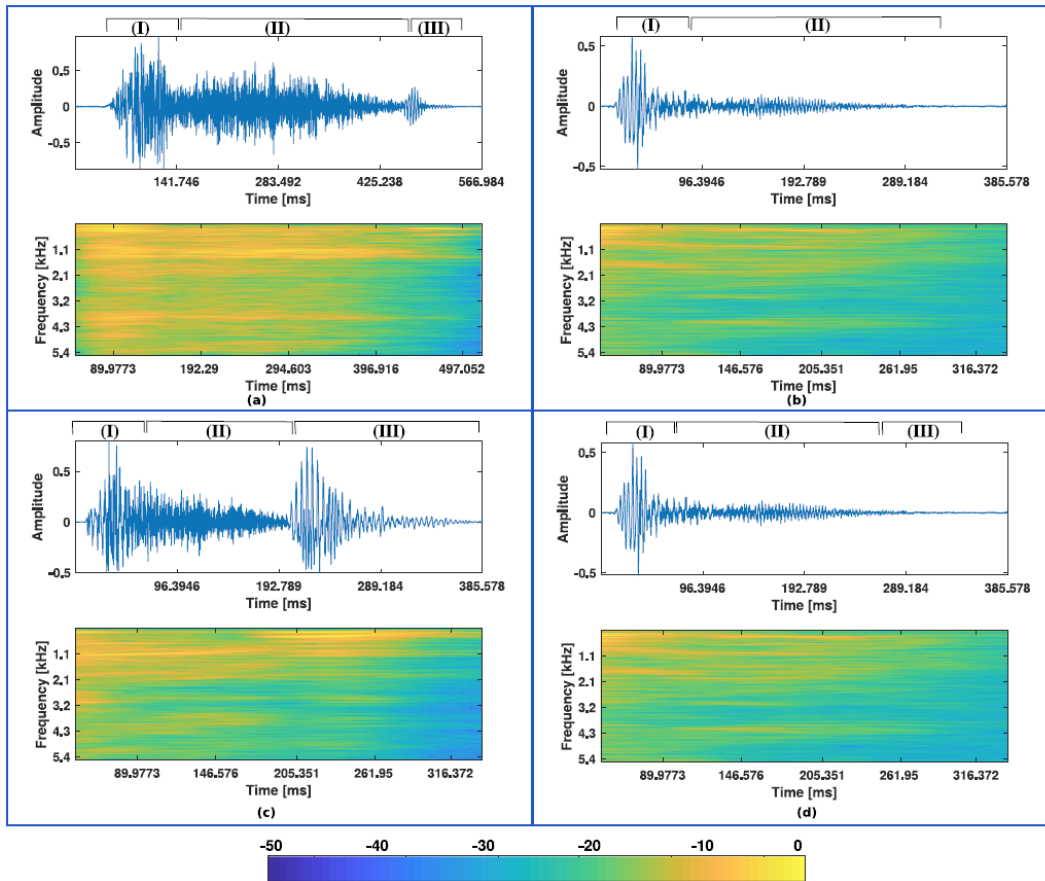 (I) (II) (III)
Amplitude
0.5
0
-0.5
141.746 283.492 425.238 566.984
Time [ms]
Frequency [kHz]
1,1
2,1
3,2
4,3
5,4
89.9773 192.29 294.603 396.916 497.052
Time [ms]
(a)
(I) (II)
Amplitude
0.5
0
-0.5
96.3946 192.789 289.184 385.578
Time [ms]
Frequency [kHz]
1,1
2,1
3,2
4,3
5,4
89.9773 146.576 205.351 261.95 316.372
Time [ms]
(b)
(I) (II) (III)
Amplitude
0.5
0
-0.5
96.3946 192.789 289.184 385.578
Time [ms]
Frequency [kHz]
1,1
2,1
3,2
4,3
5,4
89.9773 146.576 205.351 261.95 316.372
Time [ms]
(c)
(I) (II) (III)
Amplitude
0.5
0
-0.5
96.3946 192.789 289.184 385.578
Time [ms]
Frequency [kHz]
1,1
2,1
3,2
4,3
5,4
89.9773 146.576 205.351 261.95 316.372
Time [ms]
(d)
-50 -40 -30 -20 -10 0